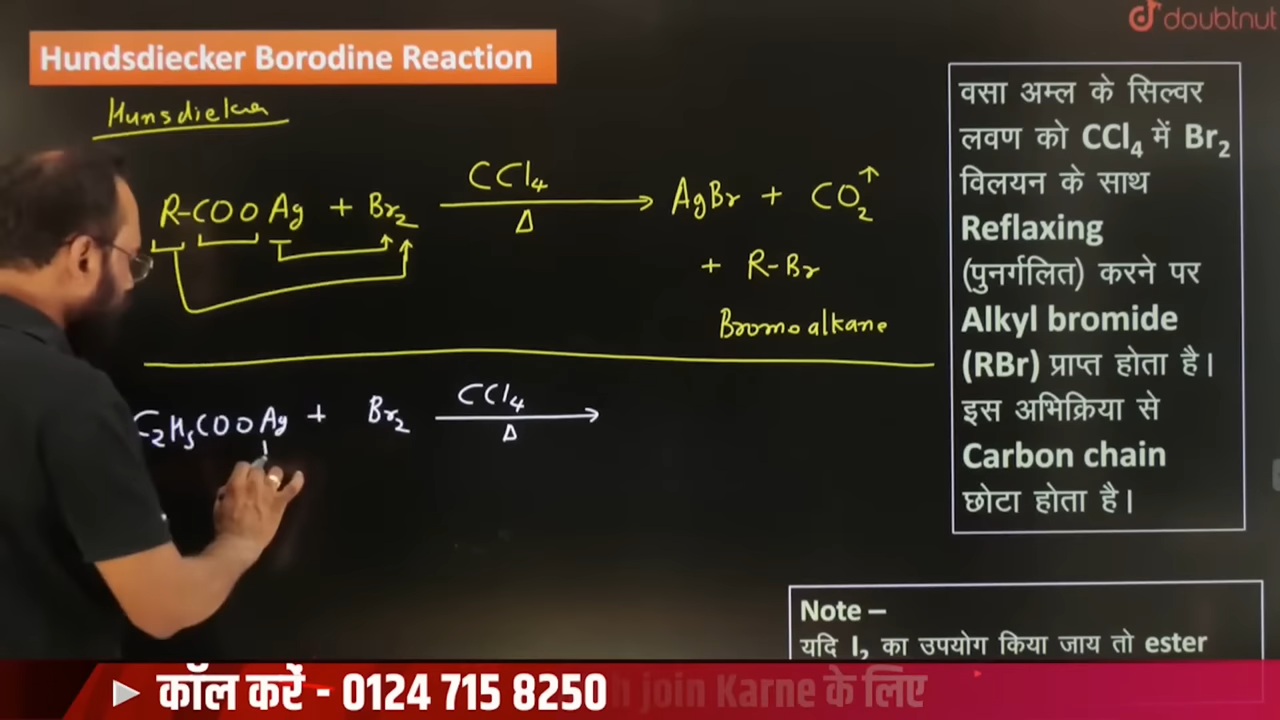 doubtnut
Hundsdiecker Borodine Reaction
Hunsdieker
R-COOAg + Br₂ CCl₄ Δ AgBr + CO₂↑
+ R-Br
Bromoalkane
C₂H₅COOAg + Br₂ CCl₄ Δ
वसा अम्ल के सिल्वर
लवण को CCl₄ में Br₂
विलयन के साथ
Reflaxing
(पुनर्गलित) करने पर
Alkyl bromide
(RBr) प्राप्त होता है।
इस अभिक्रिया से
Carbon chain
छोटा होता है।
Note –
यदि I₂ का उपयोग किया जाय तो ester
कॉल करें - 0124 715 8250
join Karne के लिए